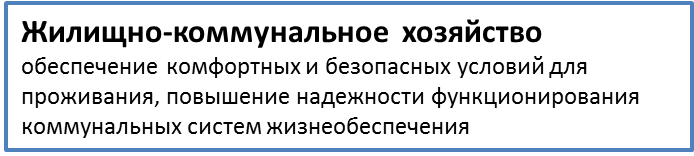 Жилищно-коммунальное хозяйство
обеспечение комфортных и безопасных условий для
проживания, повышение надежности функционирования
коммунальных систем жизнеобеспечения